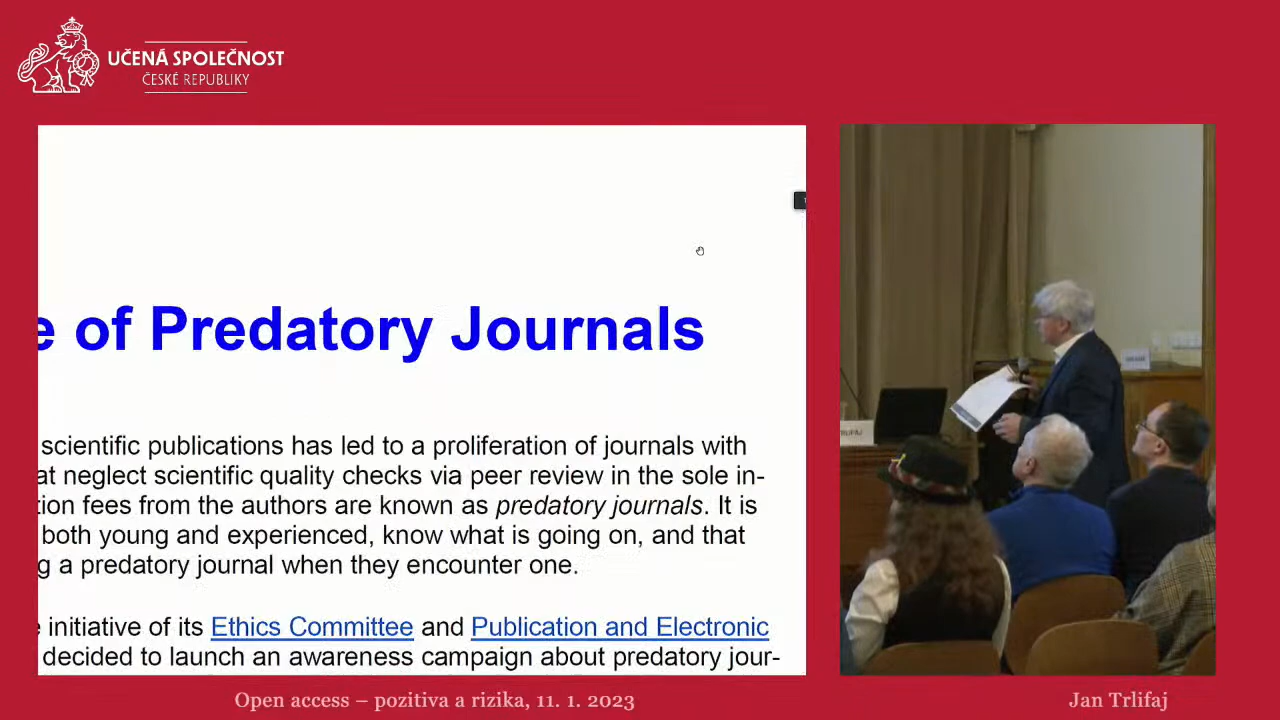 UČENÁ SPOLEČNOST
ČESKÉ REPUBLIKY
e of Predatory Journals
scientific publications has led to a proliferation of journals with
at neglect scientific quality checks via peer review in the sole in-
tion fees from the authors are known as predatory journals. It is
both young and experienced, know what is going on, and that
g a predatory journal when they encounter one.
e initiative of its Ethics Committee and Publication and Electronic
decided to launch an awareness campaign about predatory jour-
TRLIFAJ
Open access – pozitiva a rizika, 11. 1. 2023
Jan Trlifaj